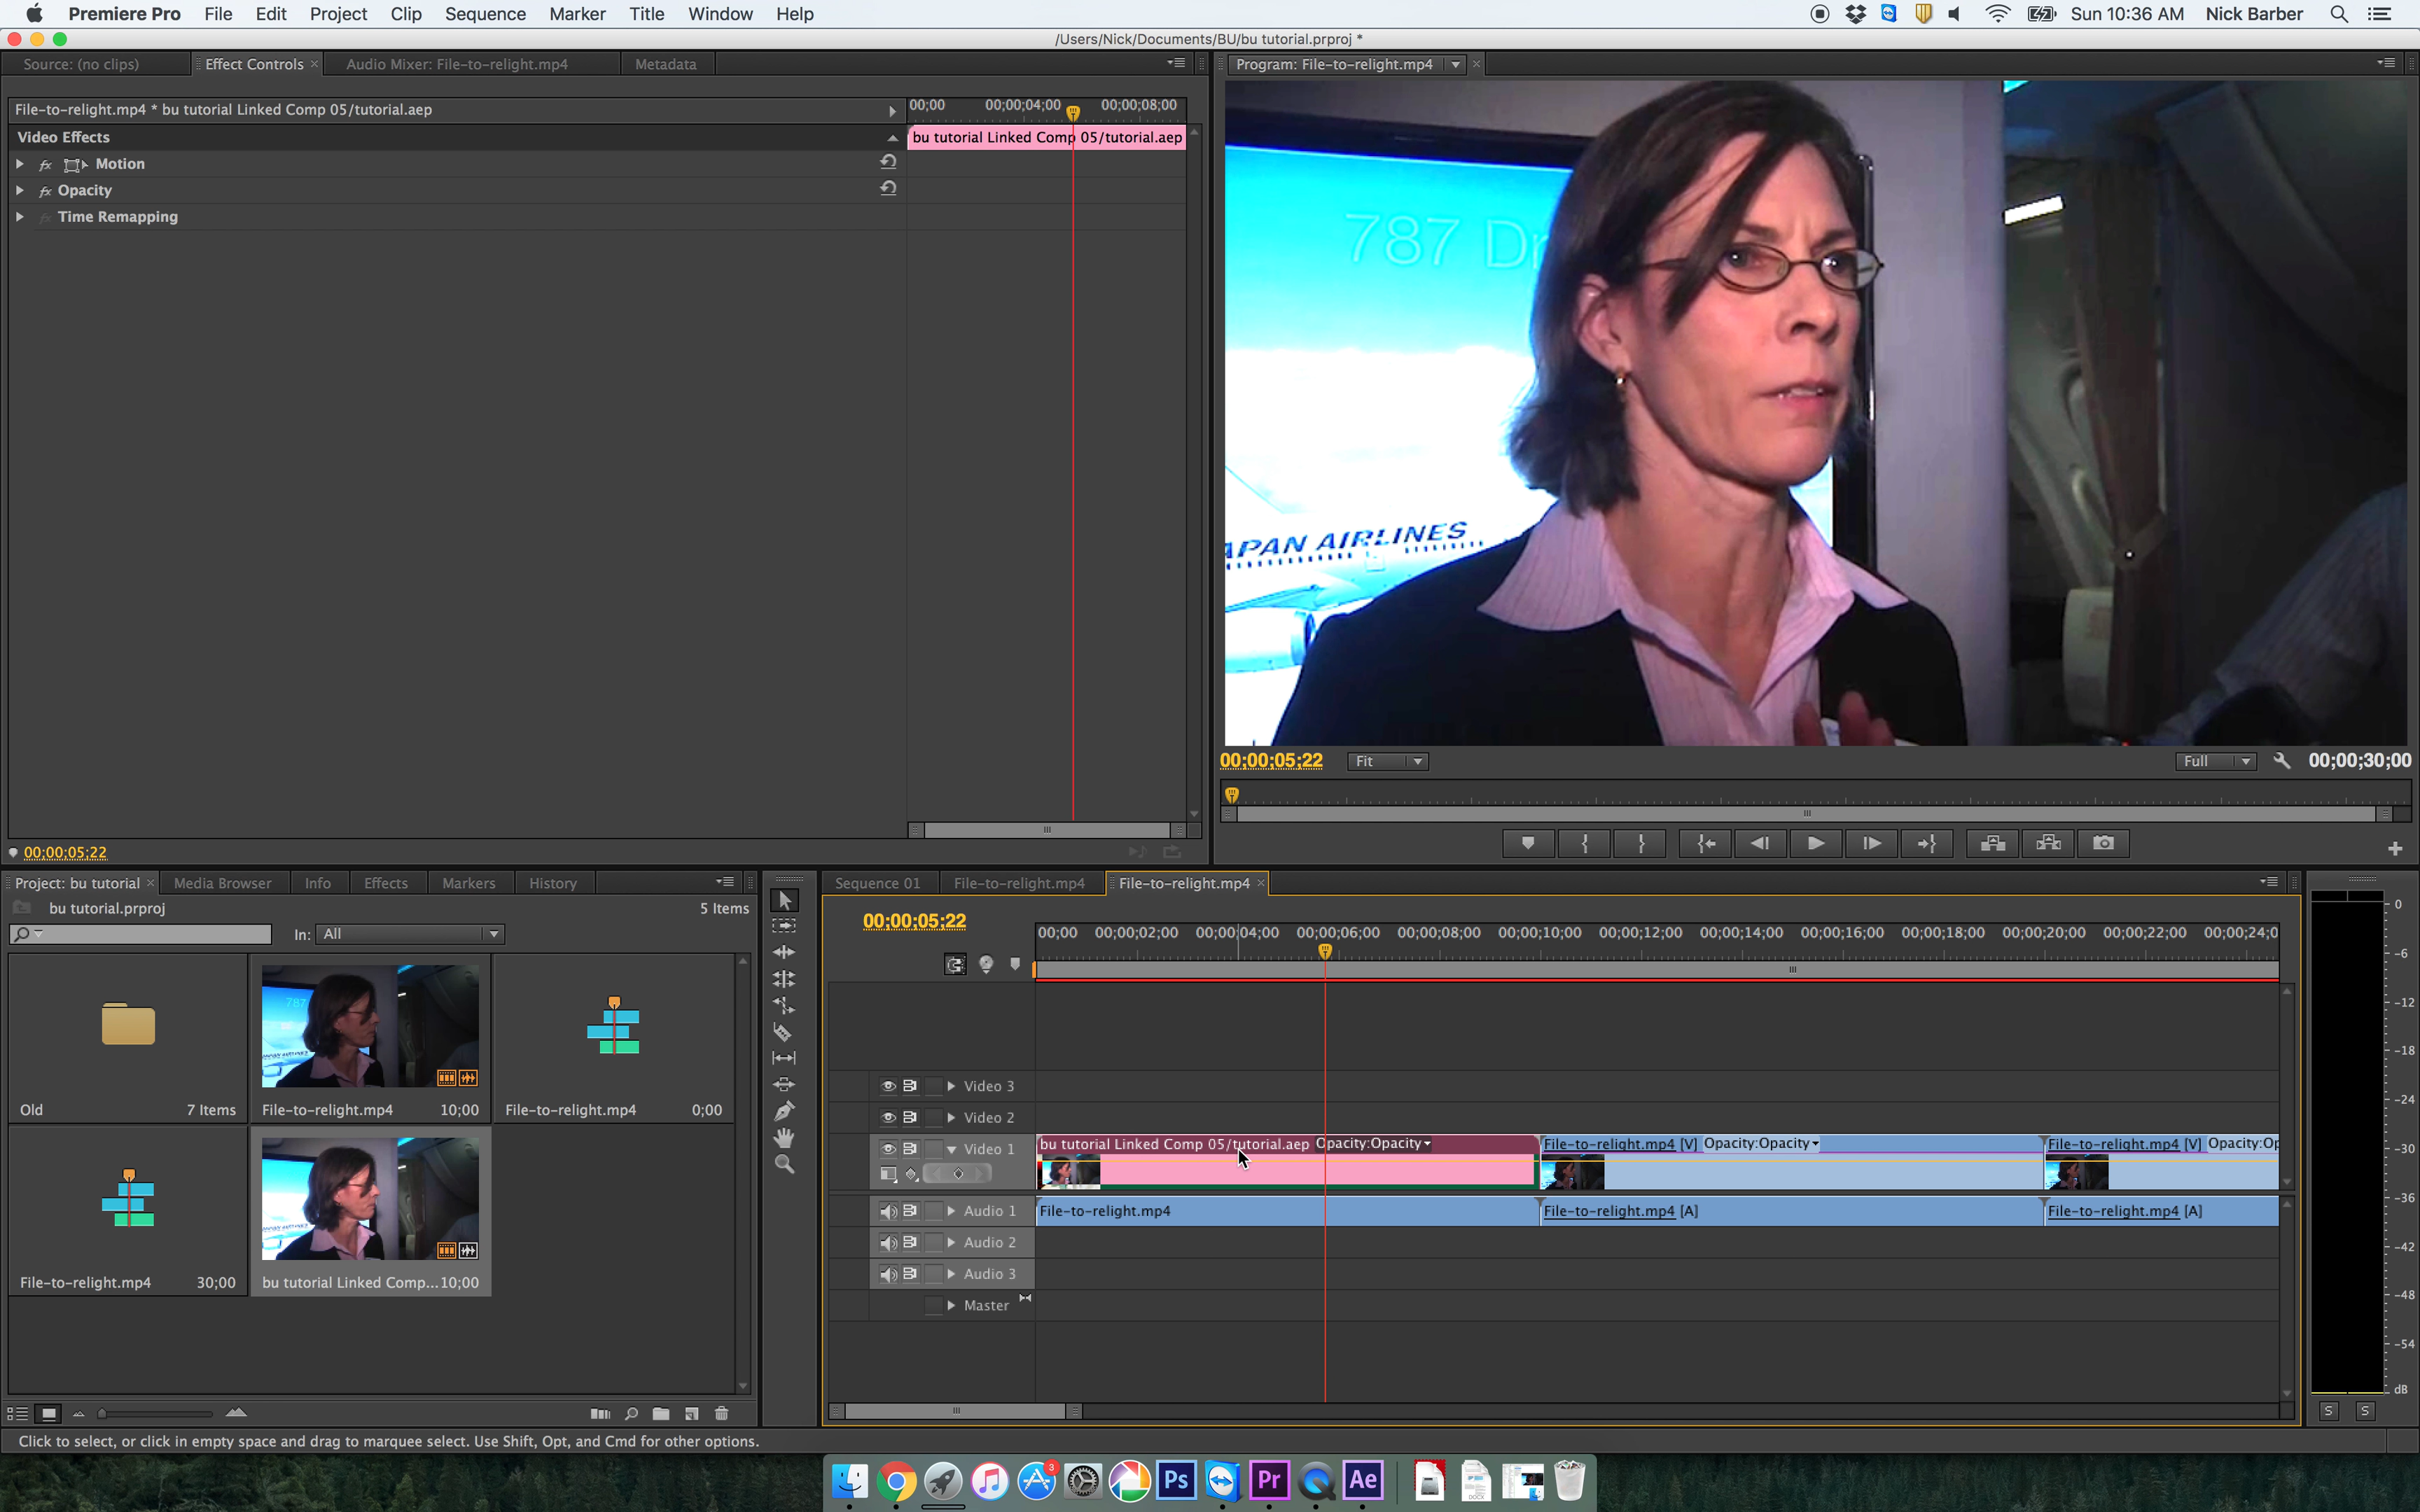 Premiere Pro File Edit Project Clip Sequence Marker Title Window Help Sun 10:36 AM Nick Barber
/Users/Nick/Documents/BU/bu tutorial.prproj *
Source: (no clips) Effect Controls Audio Mixer: File-to-relight.mp4 Metadata
File-to-relight.mp4 * bu tutorial Linked Comp 05/tutorial.aep
00;00 00;00;04;00 00;00;08;00
Video Effects
bu tutorial Linked Comp 05/tutorial.aep
fx Motion
fx Opacity
fx Time Remapping
00;00;05;22
Program: File-to-relight.mp4
787 Dr
APAN AIRLINES
00;00;05;22 Fit Full 00;00;30;00
Project: bu tutorial Media Browser Info Effects Markers History
bu tutorial.prproj 5 Items
In: All
Old 7 Items
File-to-relight.mp4 10;00
File-to-relight.mp4 0;00
File-to-relight.mp4 30;00
bu tutorial Linked Comp... 10;00
Sequence 01 File-to-relight.mp4 File-to-relight.mp4
00;00;05;22
00;00 00;00;02;00 00;00;04;00 00;00;06;00 00;00;08;00 00;00;10;00 00;00;12;00 00;00;14;00 00;00;16;00 00;00;18;00 00;00;20;00 00;00;22;00 00;00;24;0
Video 3
Video 2
Video 1
bu tutorial Linked Comp 05/tutorial.aep Opacity:Opacity File-to-relight.mp4 [V] Opacity:Opacity File-to-relight.mp4 [V] Opacity:Op
Audio 1 File-to-relight.mp4 File-to-relight.mp4 [A] File-to-relight.mp4 [A]
Audio 2
Audio 3
Master
0
-6
-12
-18
-24
-30
-36
-42
-48
-54
dB
S S
Click to select, or click in empty space and drag to marquee select. Use Shift, Opt, and Cmd for other options.
3
Ps Pr Ae